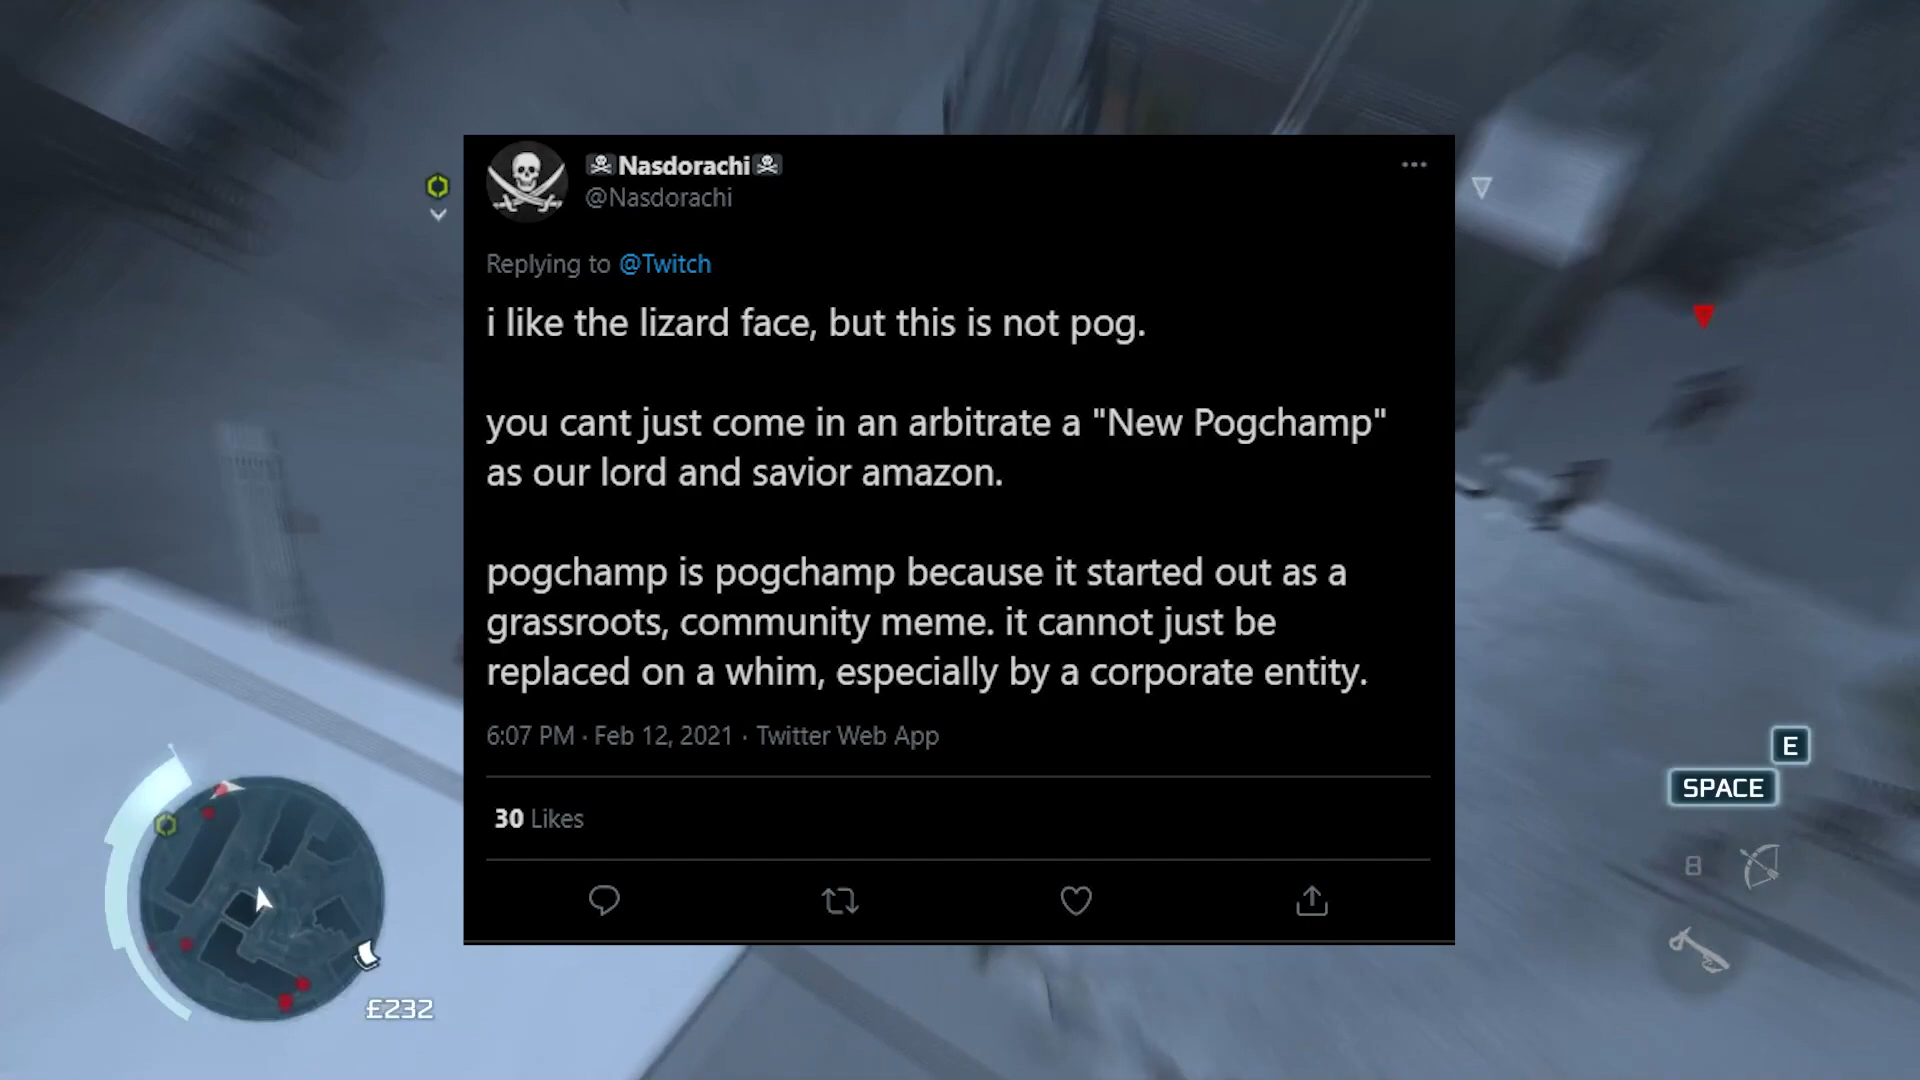 ☠Nasdorachi☠
@Nasdorachi
Replying to @Twitch
i like the lizard face, but this is not pog.
you cant just come in an arbitrate a "New Pogchamp"
as our lord and savior amazon.
pogchamp is pogchamp because it started out as a
grassroots, community meme. it cannot just be
replaced on a whim, especially by a corporate entity.
6:07 PM · Feb 12, 2021 · Twitter Web App
30 Likes
E
SPACE
8
£232